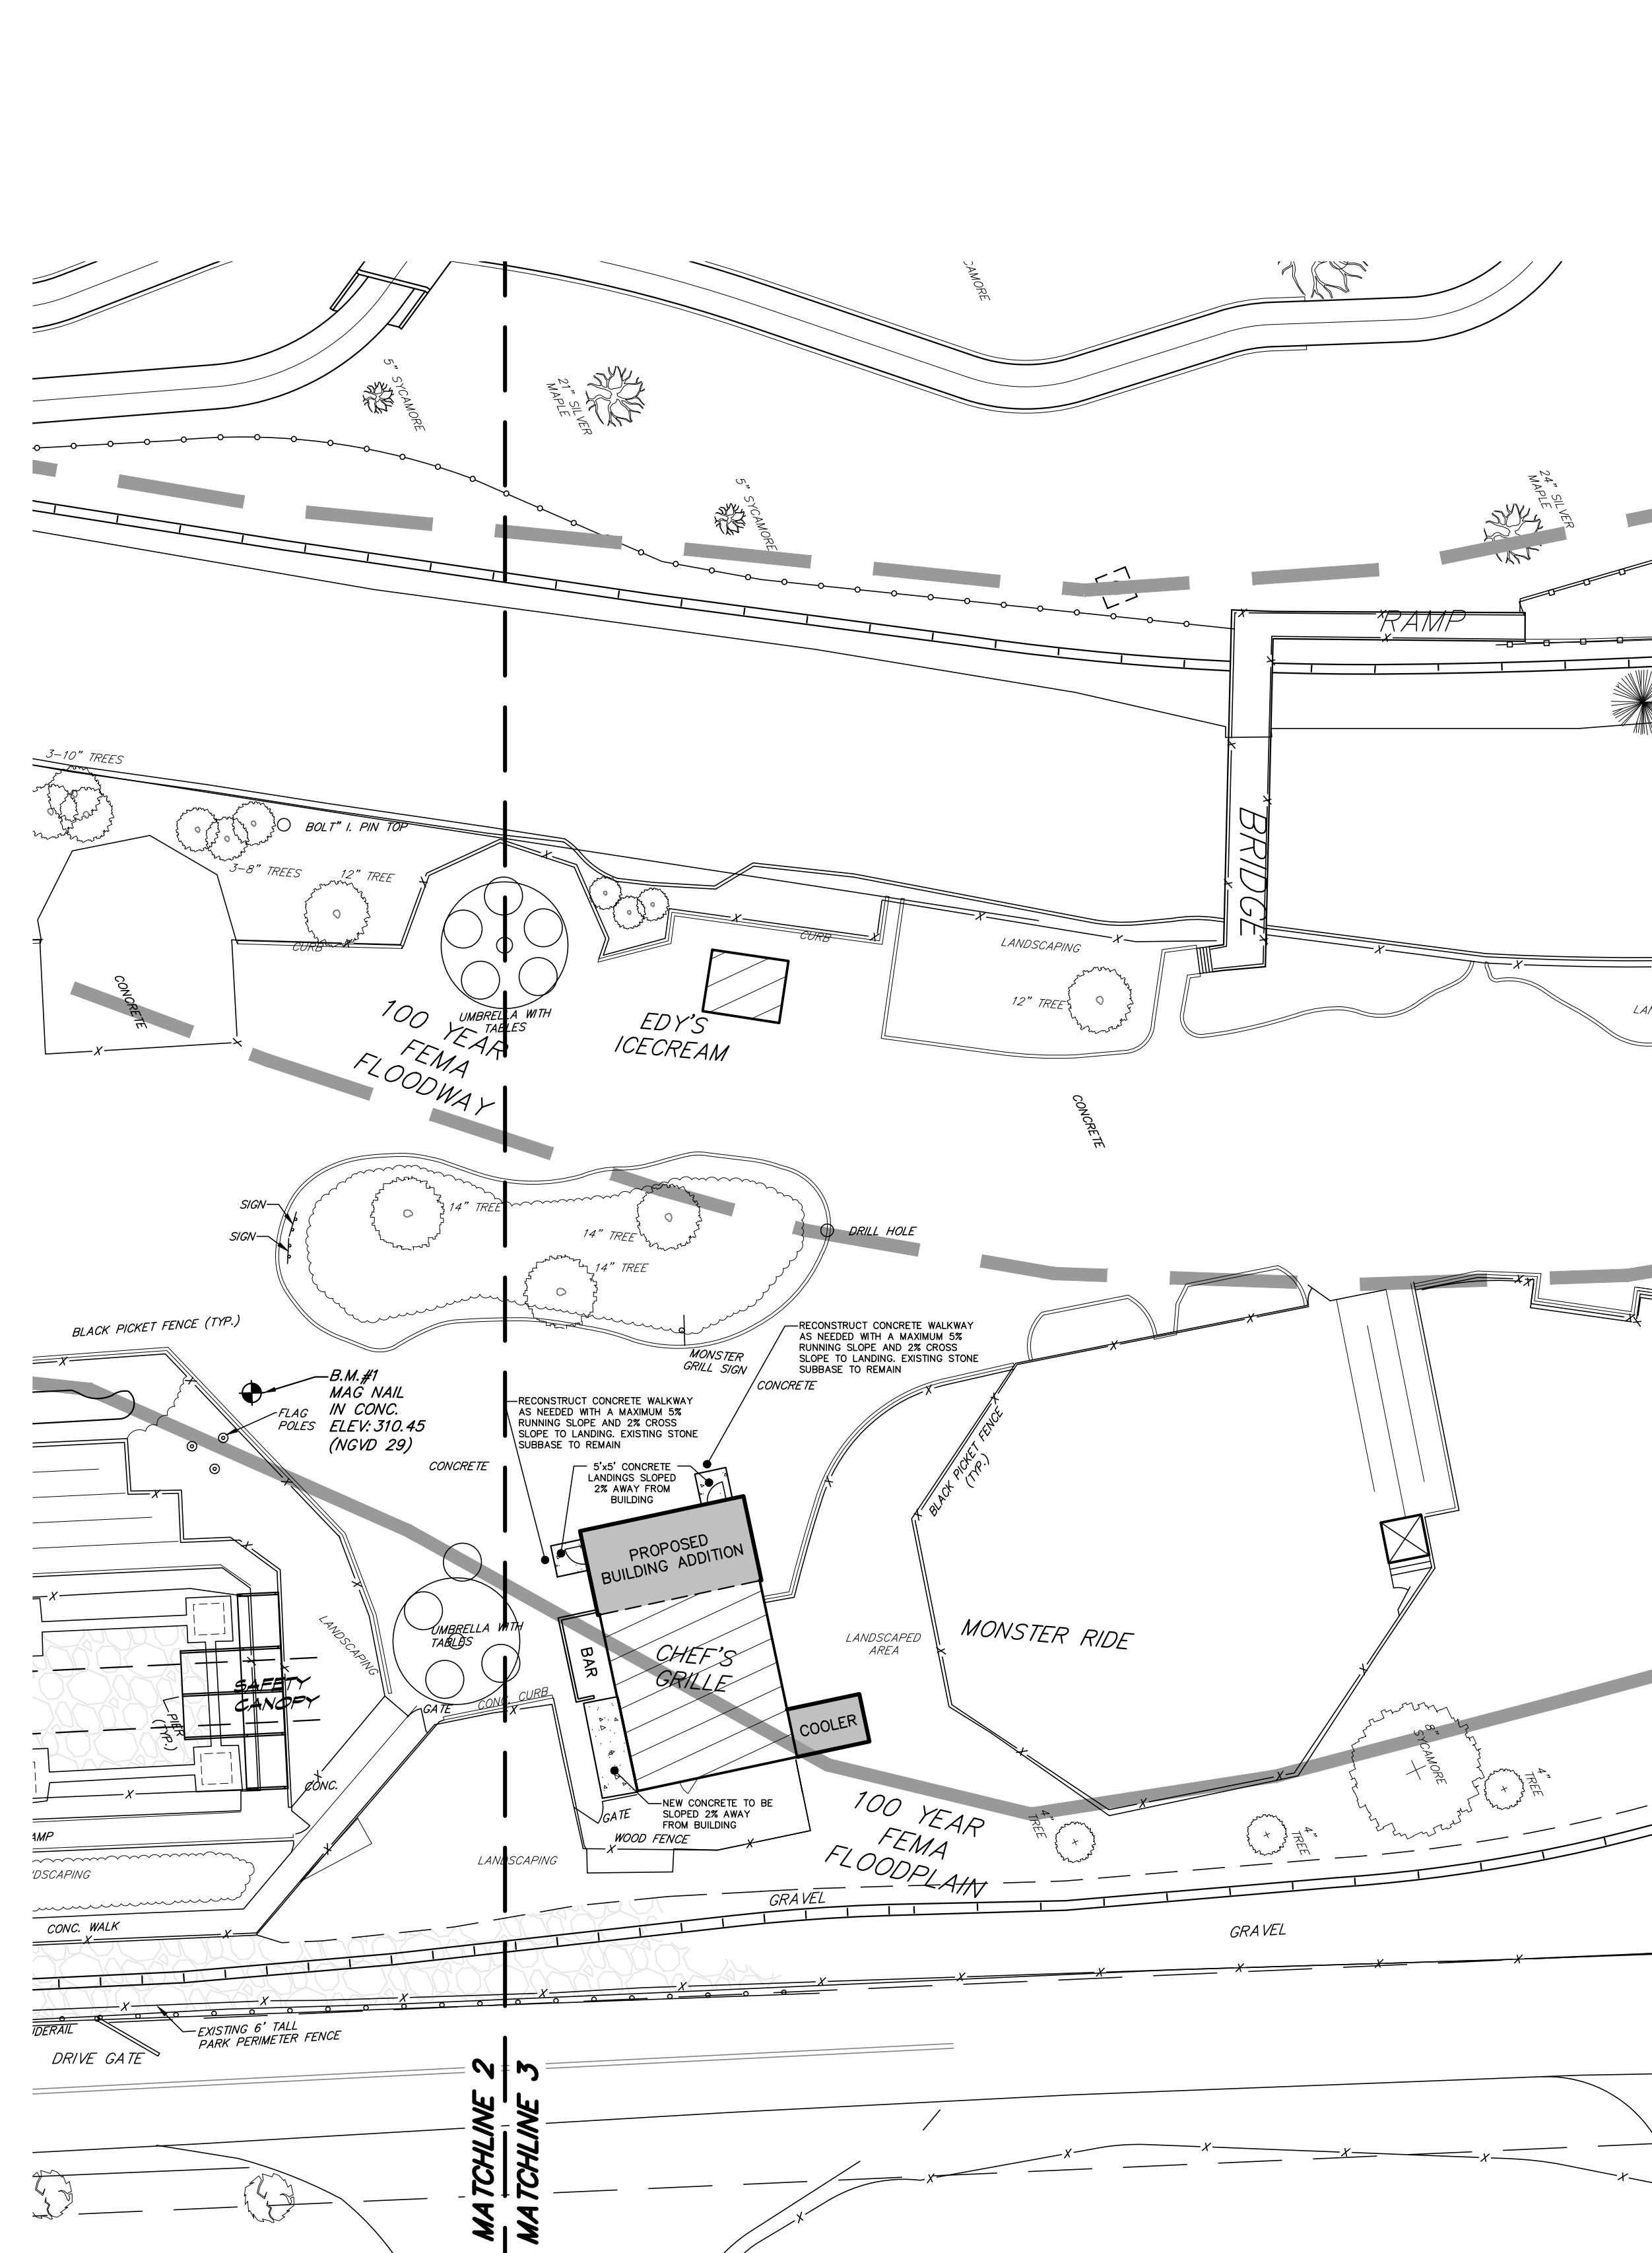 5" SYCAMORE
21" SILVER
MAPLE
5" SYCAMORE
24" SILVER
MAPLE
RAMP
BRIDGE
3-10" TREES
BOLT" I. PIN TOP
3-8" TREES
12" TREE
CURB
CURB
LANDSCAPING
12" TREE
CONCRETE
UMBRELLA WITH
TABLES
100 YEAR
FEMA
FLOODWAY
EDY'S
ICECREAM
CONCRETE
SIGN
SIGN
14" TREE
14" TREE
14" TREE
DRILL HOLE
BLACK PICKET FENCE (TYP.)
MONSTER
GRILL SIGN
RECONSTRUCT CONCRETE WALKWAY
AS NEEDED WITH A MAXIMUM 5%
RUNNING SLOPE AND 2% CROSS
SLOPE TO LANDING. EXISTING STONE
SUBBASE TO REMAIN
CONCRETE
B.M.#1
MAG NAIL
IN CONC.
ELEV: 310.45
(NGVD 29)
FLAG
POLES
RECONSTRUCT CONCRETE WALKWAY
AS NEEDED WITH A MAXIMUM 5%
RUNNING SLOPE AND 2% CROSS
SLOPE TO LANDING. EXISTING STONE
SUBBASE TO REMAIN
CONCRETE
5'x5' CONCRETE
LANDINGS SLOPED
2% AWAY FROM
BUILDING
BLACK PICKET FENCE
(TYP.)
PROPOSED
BUILDING ADDITION
LANDSCAPING
UMBRELLA WITH
TABLES
BAR
CHEF'S
GRILLE
LANDSCAPED
AREA
MONSTER RIDE
SAFETY
CANOPY
PIER
(TYP.)
GATE
CONC. CURB
COOLER
CONC.
NEW CONCRETE TO BE
SLOPED 2% AWAY
FROM BUILDING
GATE
WOOD FENCE
100 YEAR
FEMA
FLOODPLAIN
4"
TREE
4"
TREE
8"
SYCAMORE
4"
TREE
LANDSCAPING
GRAVEL
GRAVEL
CONC. WALK
EXISTING 6' TALL
PARK PERIMETER FENCE
DRIVE GATE
MATCHLINE 2
MATCHLINE 3